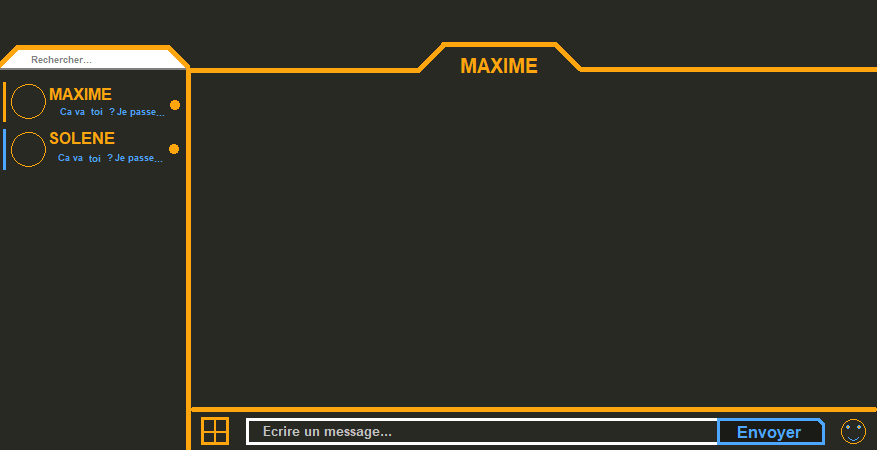 Rechercher...
MAXIME
MAXIME
Ca va toi ? Je passe...
SOLENE
Ca va toi ? Je passe...
Ecrire un message...
Envoyer